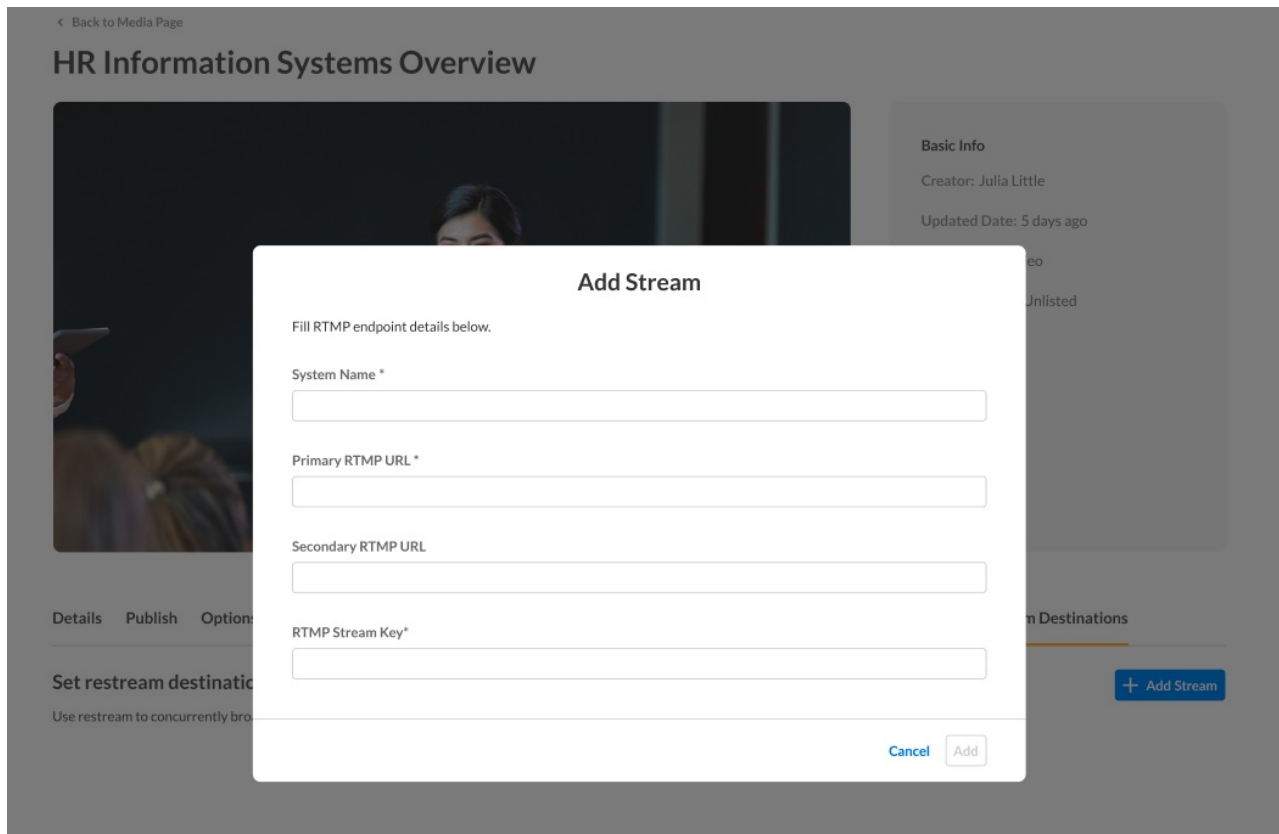 Back to Media Page
HR Information Systems Overview
Basic Info
Creator: Julia Little
Updated Date: 5 days ago
Unlisted
Add Stream
Fill RTMP endpoint details below.
System Name *
Primary RTMP URL *
Secondary RTMP URL
RTMP Stream Key*
Details Publish
Destinations
Set restream
+ Add Stream
Use restream to concurrently
Cancel Add